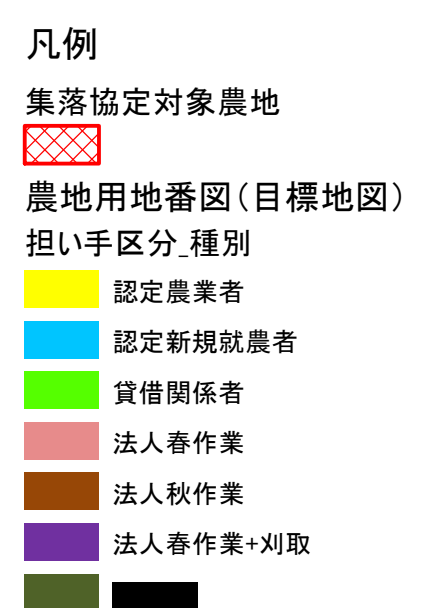 凡例
集落協定対象農地
農地用地番図(目標地図)
担い手区分_種別
認定農業者
認定新規就農者
貸借関係者
法人春作業
法人秋作業
法人春作業+刈取